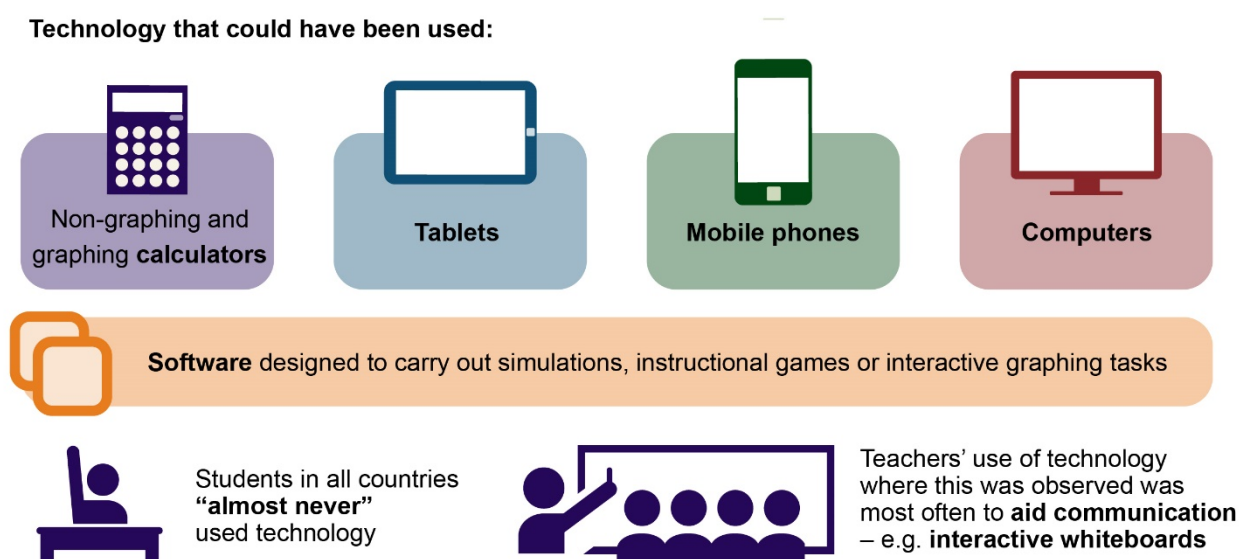 Technology that could have been used:
Non-graphing and
graphing calculators
Tablets
Mobile phones
Computers
Software designed to carry out simulations, instructional games or interactive graphing tasks
Students in all countries
“almost never”
used technology
Teachers’ use of technology
where this was observed was
most often to aid communication
– e.g. interactive whiteboards